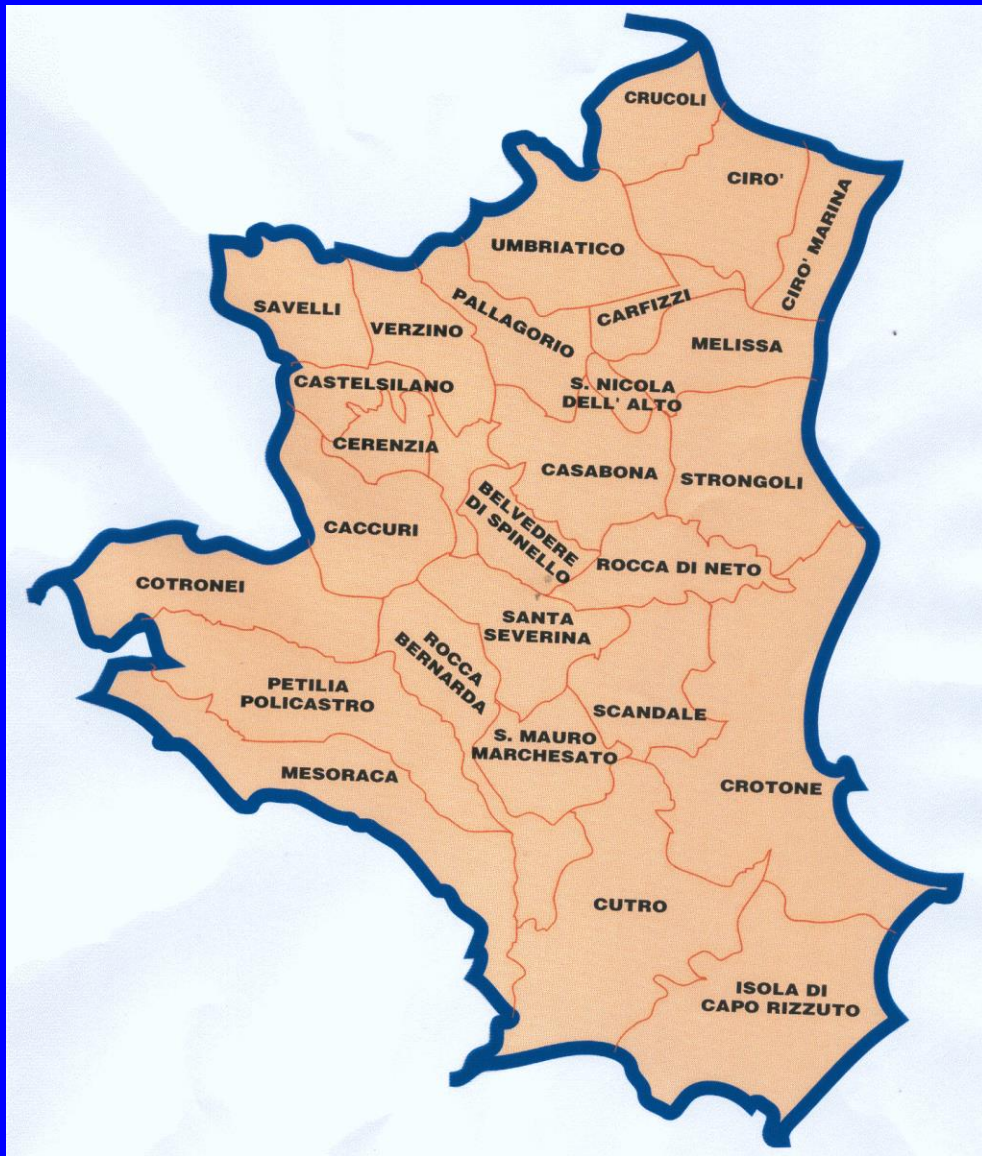 CRUCOLI
CIRO'
CIRO' MARINA
UMBRIATICO
SAVELLI
VERZINO
PALLAGORIO
CARFIZZI
MELISSA
CASTELSILANO
S. NICOLA
DELL' ALTO
CERENZIA
CASABONA
STRONGOLI
BELVEDERE
DI SPINELLO
CACCURI
ROCCA DI NETO
COTRONEI
SANTA
SEVERINA
ROCCA
BERNARDA
PETILIA
POLICASTRO
SCANDALE
S. MAURO
MARCHESATO
MESORACA
CROTONE
CUTRO
ISOLA DI
CAPO RIZZUTO